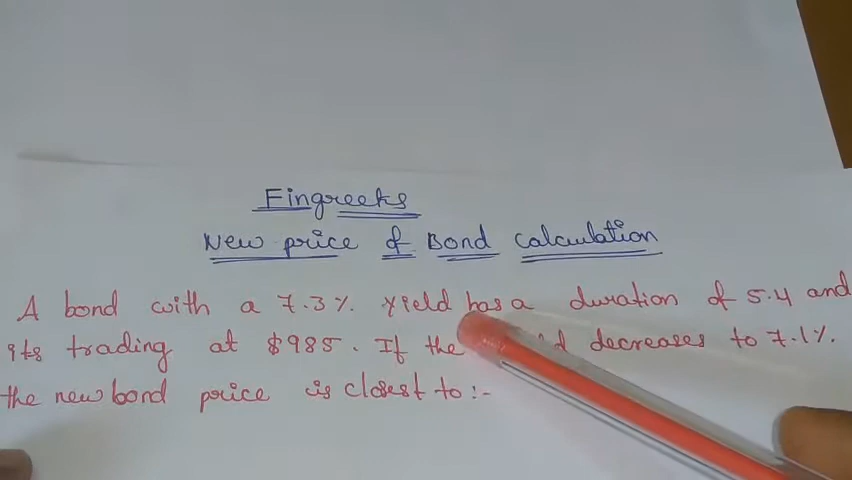 Fingreeks
New price of Bond calculation
A bond with a 7.3% yield has a duration of 5.4 and
its trading at $985. If the decreases to 7.1%.
the new bond price is closest to :-